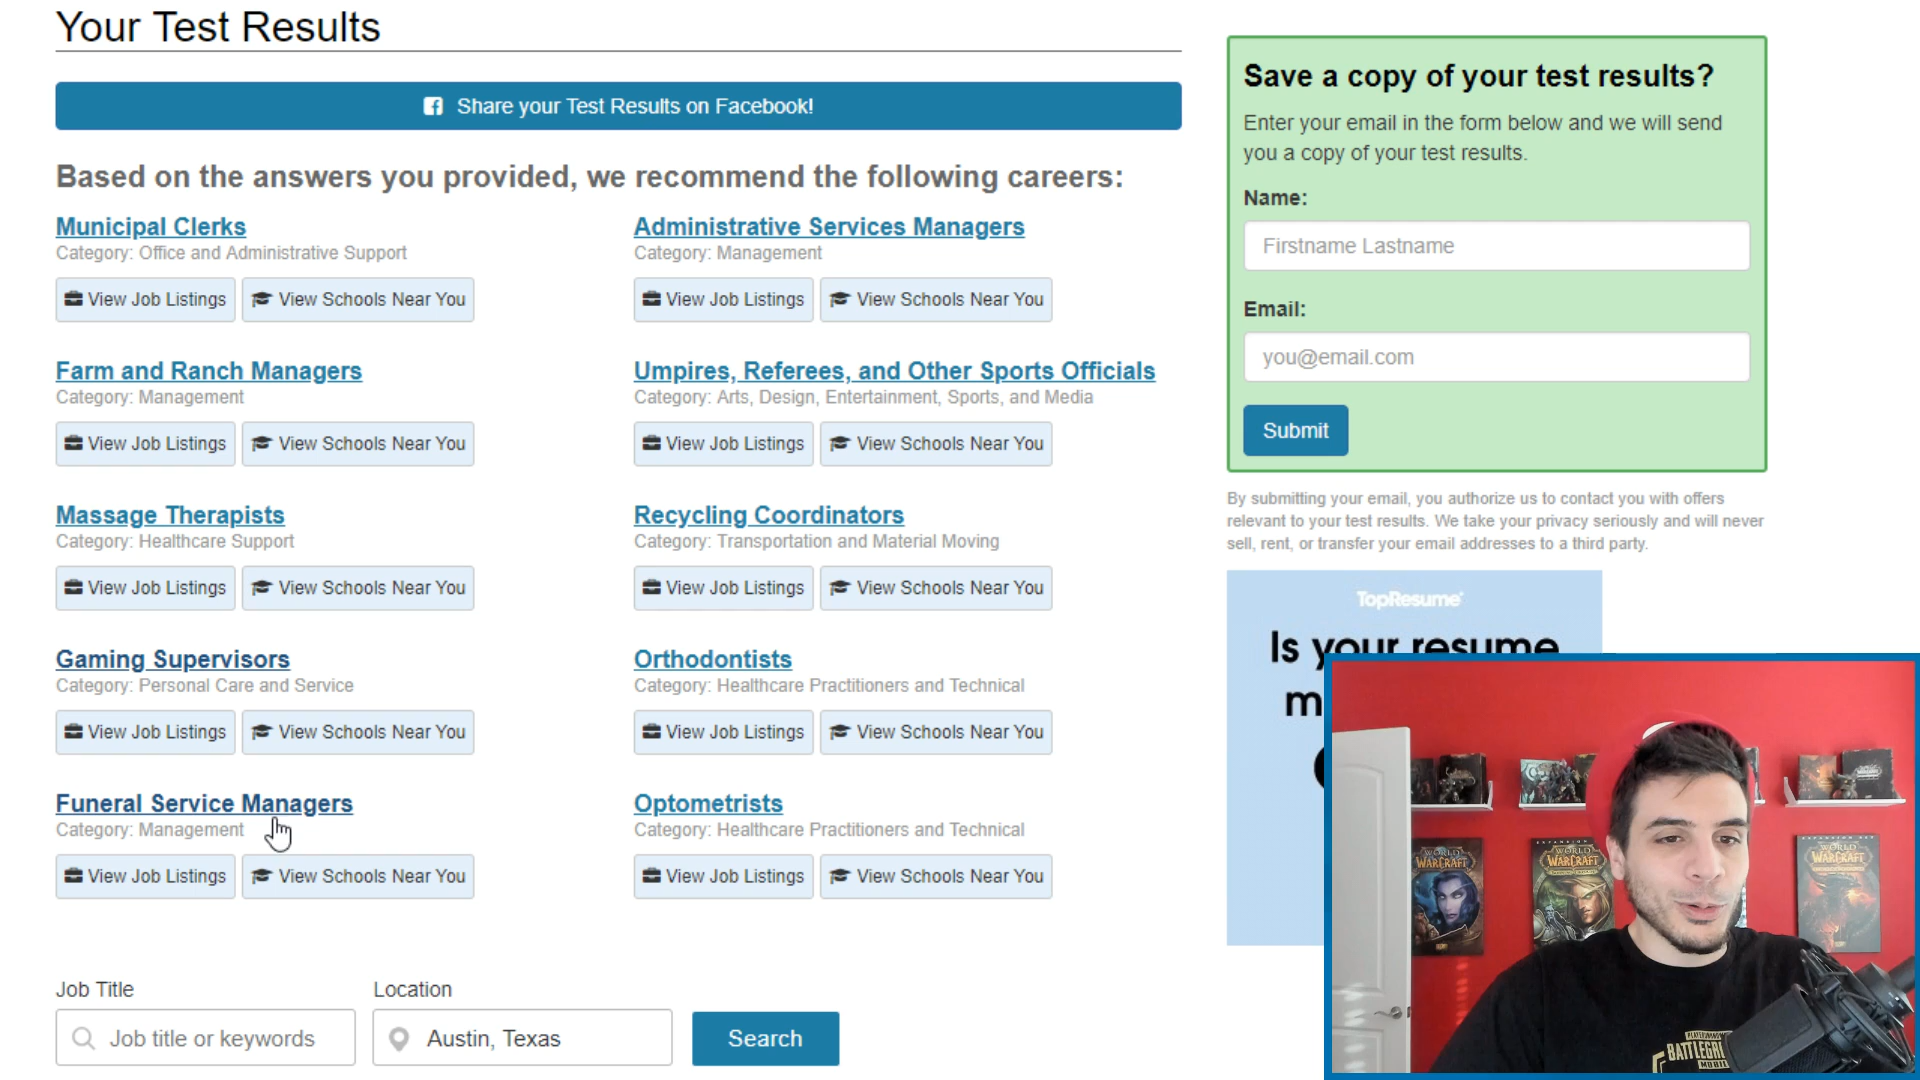 Your Test Results
Share your Test Results on Facebook!
Based on the answers you provided, we recommend the following careers:
Municipal Clerks
Category: Office and Administrative Support
View Job Listings
View Schools Near You
Administrative Services Managers
Category: Management
View Job Listings
View Schools Near You
Farm and Ranch Managers
Category: Management
View Job Listings
View Schools Near You
Umpires, Referees, and Other Sports Officials
Category: Arts, Design, Entertainment, Sports, and Media
View Job Listings
View Schools Near You
Massage Therapists
Category: Healthcare Support
View Job Listings
View Schools Near You
Recycling Coordinators
Category: Transportation and Material Moving
View Job Listings
View Schools Near You
Gaming Supervisors
Category: Personal Care and Service
View Job Listings
View Schools Near You
Orthodontists
Category: Healthcare Practitioners and Technical
View Job Listings
View Schools Near You
Funeral Service Managers
Category: Management
View Job Listings
View Schools Near You
Optometrists
Category: Healthcare Practitioners and Technical
View Job Listings
View Schools Near You
Job Title
Job title or keywords
Location
Austin, Texas
Search
Save a copy of your test results?
Enter your email in the form below and we will send
you a copy of your test results.
Name:
Firstname Lastname
Email:
you@email.com
Submit
By submitting your email, you authorize us to contact you with offers
relevant to your test results. We take your privacy seriously and will never
sell, rent, or transfer your email addresses to a third party.
TopResume
Is your resume
WORLD
WARCRAFT
WORLD
WARCRAFT
WORLD
WARCRAFT
MOBILE